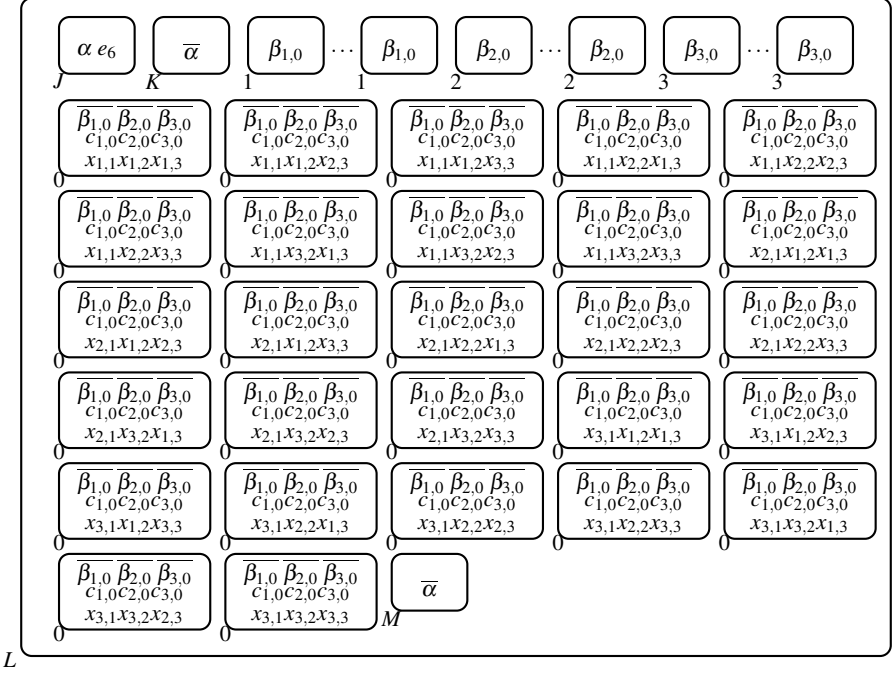 α e₆ α̅ β₁,₀ ··· β₁,₀ β₂,₀ ··· β₂,₀ β₃,₀ ··· β₃,₀
J K 1 1 2 2 3 3
β̅₁,₀ β̅₂,₀ β̅₃,₀ β̅₁,₀ β̅₂,₀ β̅₃,₀ β̅₁,₀ β̅₂,₀ β̅₃,₀ β̅₁,₀ β̅₂,₀ β̅₃,₀ β̅₁,₀ β̅₂,₀ β̅₃,₀
c₁,₀c₂,₀c₃,₀ c₁,₀c₂,₀c₃,₀ c₁,₀c₂,₀c₃,₀ c₁,₀c₂,₀c₃,₀ c₁,₀c₂,₀c₃,₀
x₁,₁x₁,₂x₁,₃ x₁,₁x₁,₂x₂,₃ x₁,₁x₁,₂x₃,₃ x₁,₁x₂,₂x₁,₃ x₁,₁x₂,₂x₂,₃
0 0 0 0 0
β̅₁,₀ β̅₂,₀ β̅₃,₀ β̅₁,₀ β̅₂,₀ β̅₃,₀ β̅₁,₀ β̅₂,₀ β̅₃,₀ β̅₁,₀ β̅₂,₀ β̅₃,₀ β̅₁,₀ β̅₂,₀ β̅₃,₀
c₁,₀c₂,₀c₃,₀ c₁,₀c₂,₀c₃,₀ c₁,₀c₂,₀c₃,₀ c₁,₀c₂,₀c₃,₀ c₁,₀c₂,₀c₃,₀
x₁,₁x₂,₂x₃,₃ x₁,₁x₃,₂x₁,₃ x₁,₁x₃,₂x₂,₃ x₁,₁x₃,₂x₃,₃ x₂,₁x₁,₂x₁,₃
0 0 0 0 0
β̅₁,₀ β̅₂,₀ β̅₃,₀ β̅₁,₀ β̅₂,₀ β̅₃,₀ β̅₁,₀ β̅₂,₀ β̅₃,₀ β̅₁,₀ β̅₂,₀ β̅₃,₀ β̅₁,₀ β̅₂,₀ β̅₃,₀
c₁,₀c₂,₀c₃,₀ c₁,₀c₂,₀c₃,₀ c₁,₀c₂,₀c₃,₀ c₁,₀c₂,₀c₃,₀ c₁,₀c₂,₀c₃,₀
x₂,₁x₁,₂x₂,₃ x₂,₁x₁,₂x₃,₃ x₂,₁x₂,₂x₁,₃ x₂,₁x₂,₂x₂,₃ x₂,₁x₂,₂x₃,₃
0 0 0 0 0
β̅₁,₀ β̅₂,₀ β̅₃,₀ β̅₁,₀ β̅₂,₀ β̅₃,₀ β̅₁,₀ β̅₂,₀ β̅₃,₀ β̅₁,₀ β̅₂,₀ β̅₃,₀ β̅₁,₀ β̅₂,₀ β̅₃,₀
c₁,₀c₂,₀c₃,₀ c₁,₀c₂,₀c₃,₀ c₁,₀c₂,₀c₃,₀ c₁,₀c₂,₀c₃,₀ c₁,₀c₂,₀c₃,₀
x₂,₁x₃,₂x₁,₃ x₂,₁x₃,₂x₂,₃ x₂,₁x₃,₂x₃,₃ x₃,₁x₁,₂x₁,₃ x₃,₁x₁,₂x₂,₃
0 0 0 0 0
β̅₁,₀ β̅₂,₀ β̅₃,₀ β̅₁,₀ β̅₂,₀ β̅₃,₀ β̅₁,₀ β̅₂,₀ β̅₃,₀ β̅₁,₀ β̅₂,₀ β̅₃,₀ β̅₁,₀ β̅₂,₀ β̅₃,₀
c₁,₀c₂,₀c₃,₀ c₁,₀c₂,₀c₃,₀ c₁,₀c₂,₀c₃,₀ c₁,₀c₂,₀c₃,₀ c₁,₀c₂,₀c₃,₀
x₃,₁x₁,₂x₃,₃ x₃,₁x₂,₂x₁,₃ x₃,₁x₂,₂x₂,₃ x₃,₁x₂,₂x₃,₃ x₃,₁x₃,₂x₁,₃
0 0 0 0 0
β̅₁,₀ β̅₂,₀ β̅₃,₀ β̅₁,₀ β̅₂,₀ β̅₃,₀ α̅
c₁,₀c₂,₀c₃,₀ c₁,₀c₂,₀c₃,₀
x₃,₁x₃,₂x₂,₃ x₃,₁x₃,₂x₃,₃ M
0 0
L